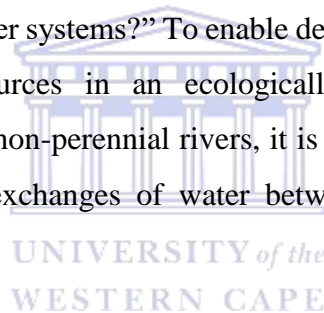 er systems?” To enable de
urces in an ecologically
non-perennial rivers, it is
exchanges of water betw
UNIVERSITY of the
WESTERN CAPE